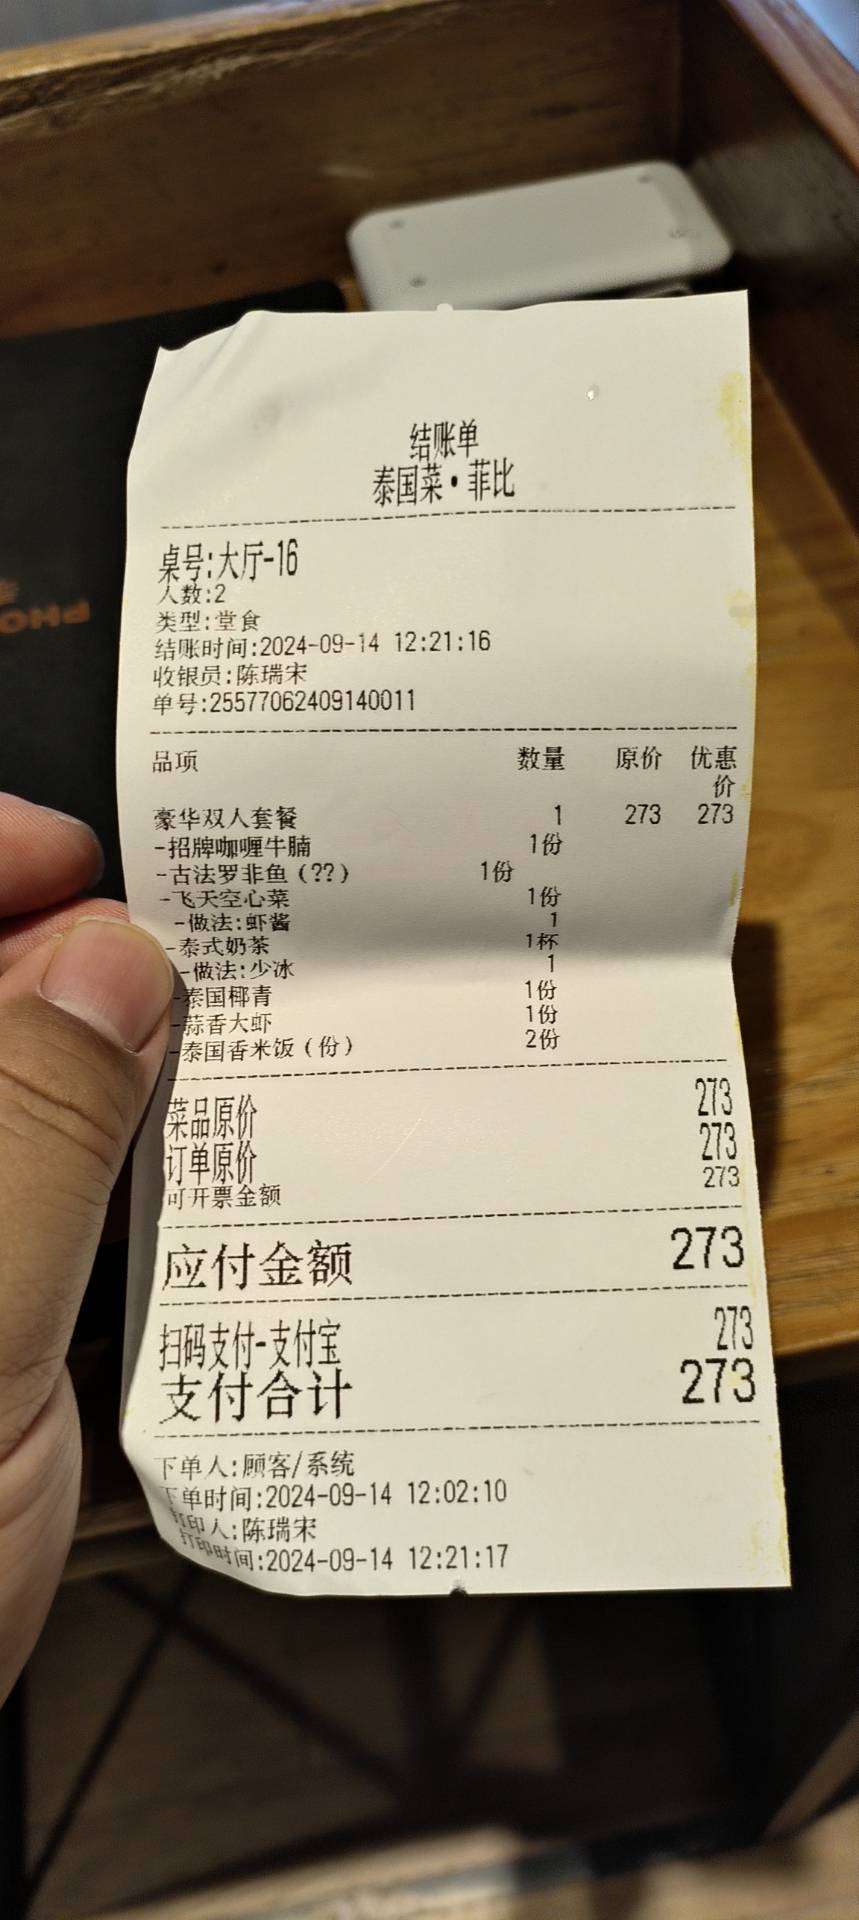 结账单
泰国菜·菲比
桌号:大厅-16
人数:2
类型:堂食
结账时间:2024-09-14 12:21:16
收银员:陈瑞宋
单号:25577062409140011
品项 数量 原价 优惠价
豪华双人套餐 1 273 273
-招牌咖喱牛腩 1份
-古法罗非鱼(??) 1份
-飞天空心菜 1份
-做法:虾酱 1
-泰式奶茶 1杯
-做法:少冰 1
-泰国椰青 1份
-蒜香大虾 1份
-泰国香米饭(份) 2份
菜品原价 273
订单原价 273
可开票金额 273
应付金额 273
扫码支付-支付宝 273
支付合计 273
下单人:顾客/系统
下单时间:2024-09-14 12:02:10
打印人:陈瑞宋
打印时间:2024-09-14 12:21:17
PHO